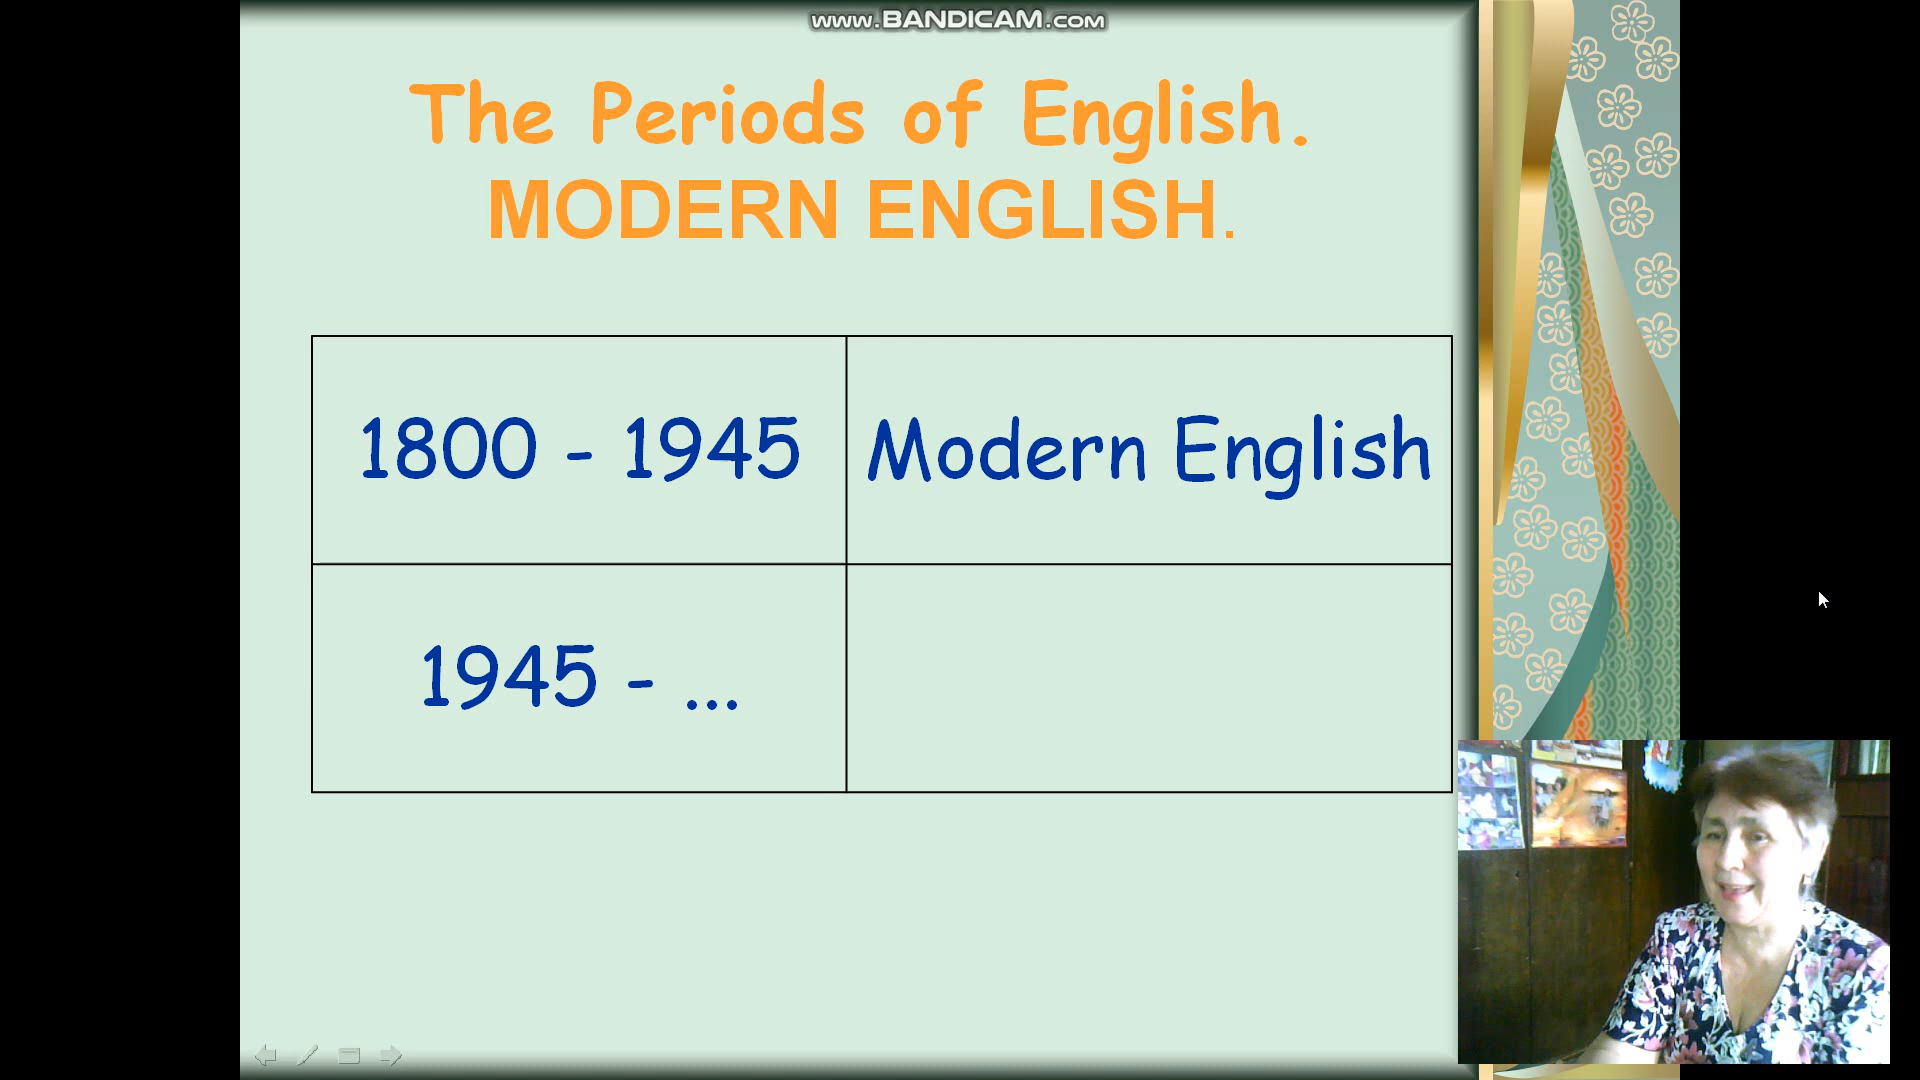 www.BANDICAM.com
The Periods of English.
MODERN ENGLISH.
1800 - 1945
Modern English
1945 - ...